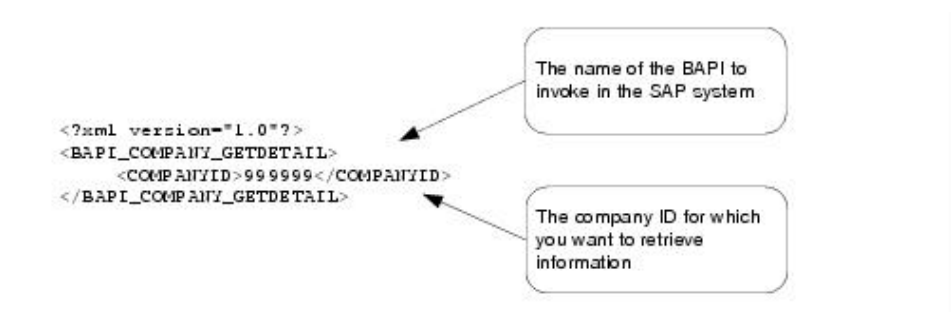 The name of the BAPI to
invoke in the SAP system
<?xml version="1.0"?>
<BAPI_COMPANY_GETDETAIL>
<COMPANYID>999999</COMPANYID>
</BAPI_COMPANY_GETDETAIL>
The company ID for which
you want to retrieve
information